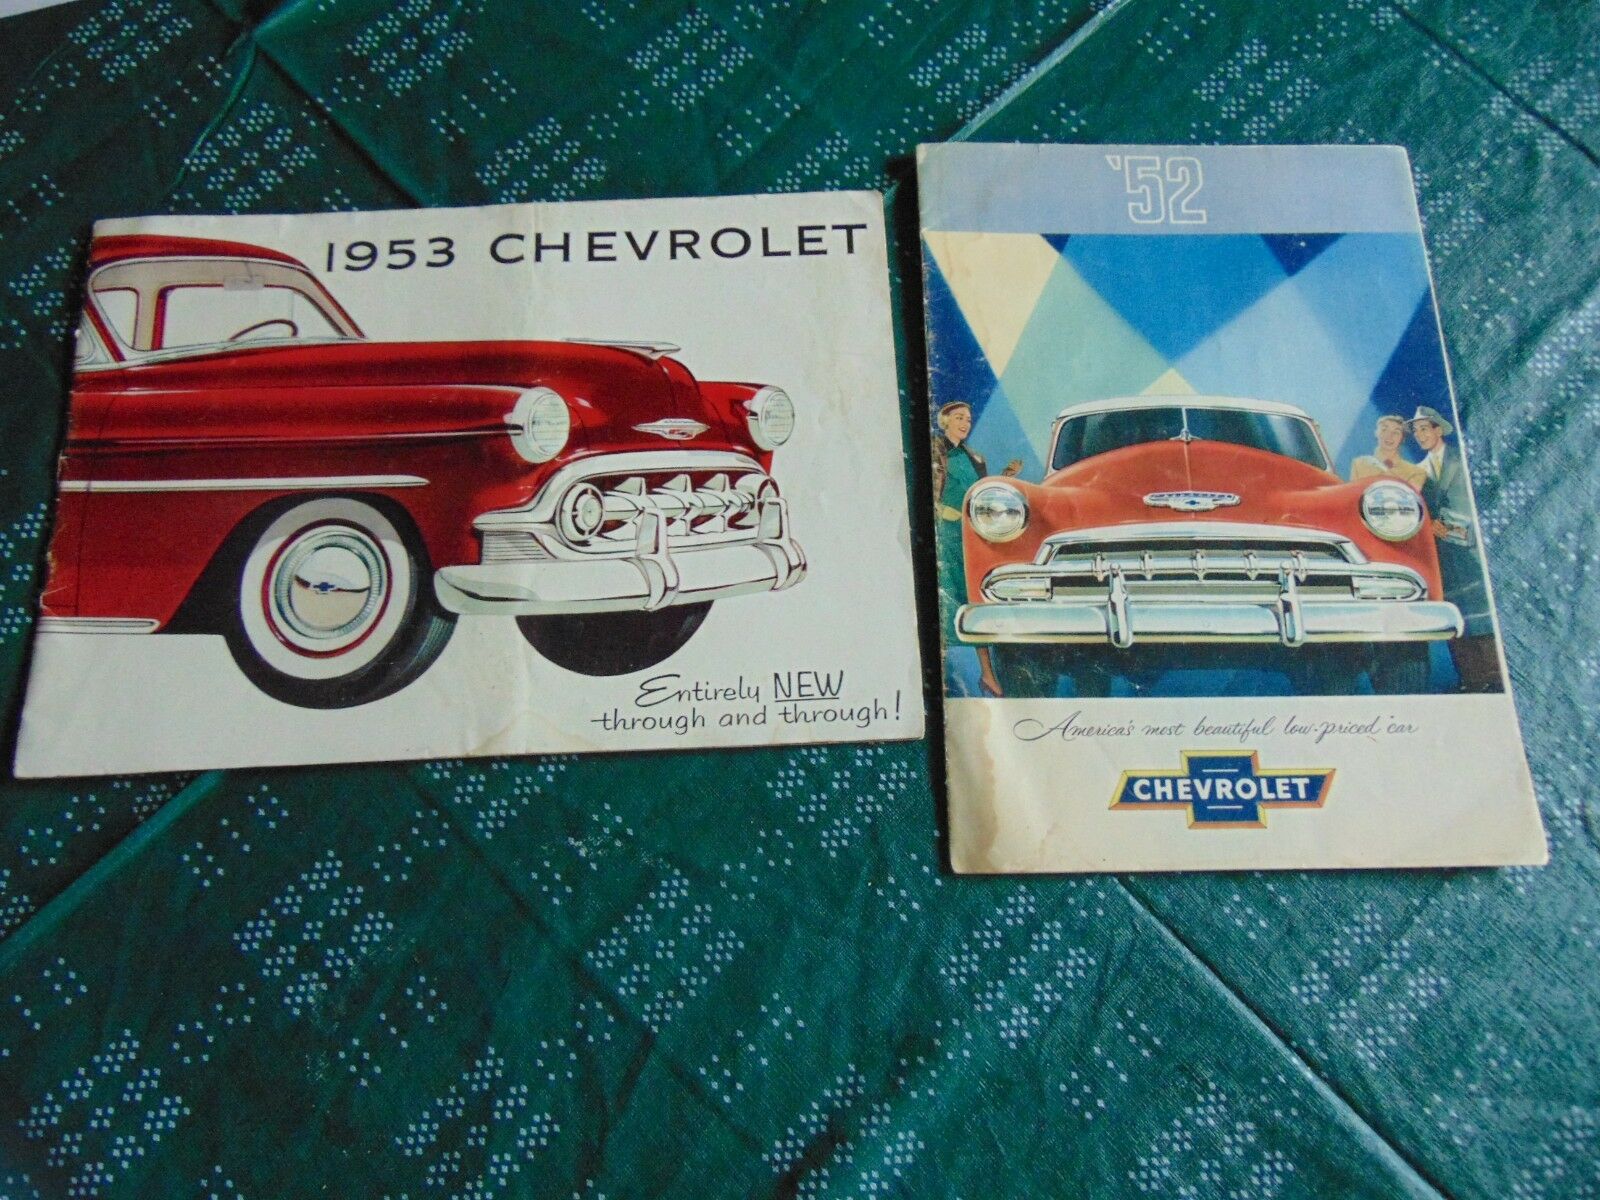 1953 CHEVROLET
Entirely NEW
through and through!
'52
America's most beautiful low-priced car
CHEVROLET